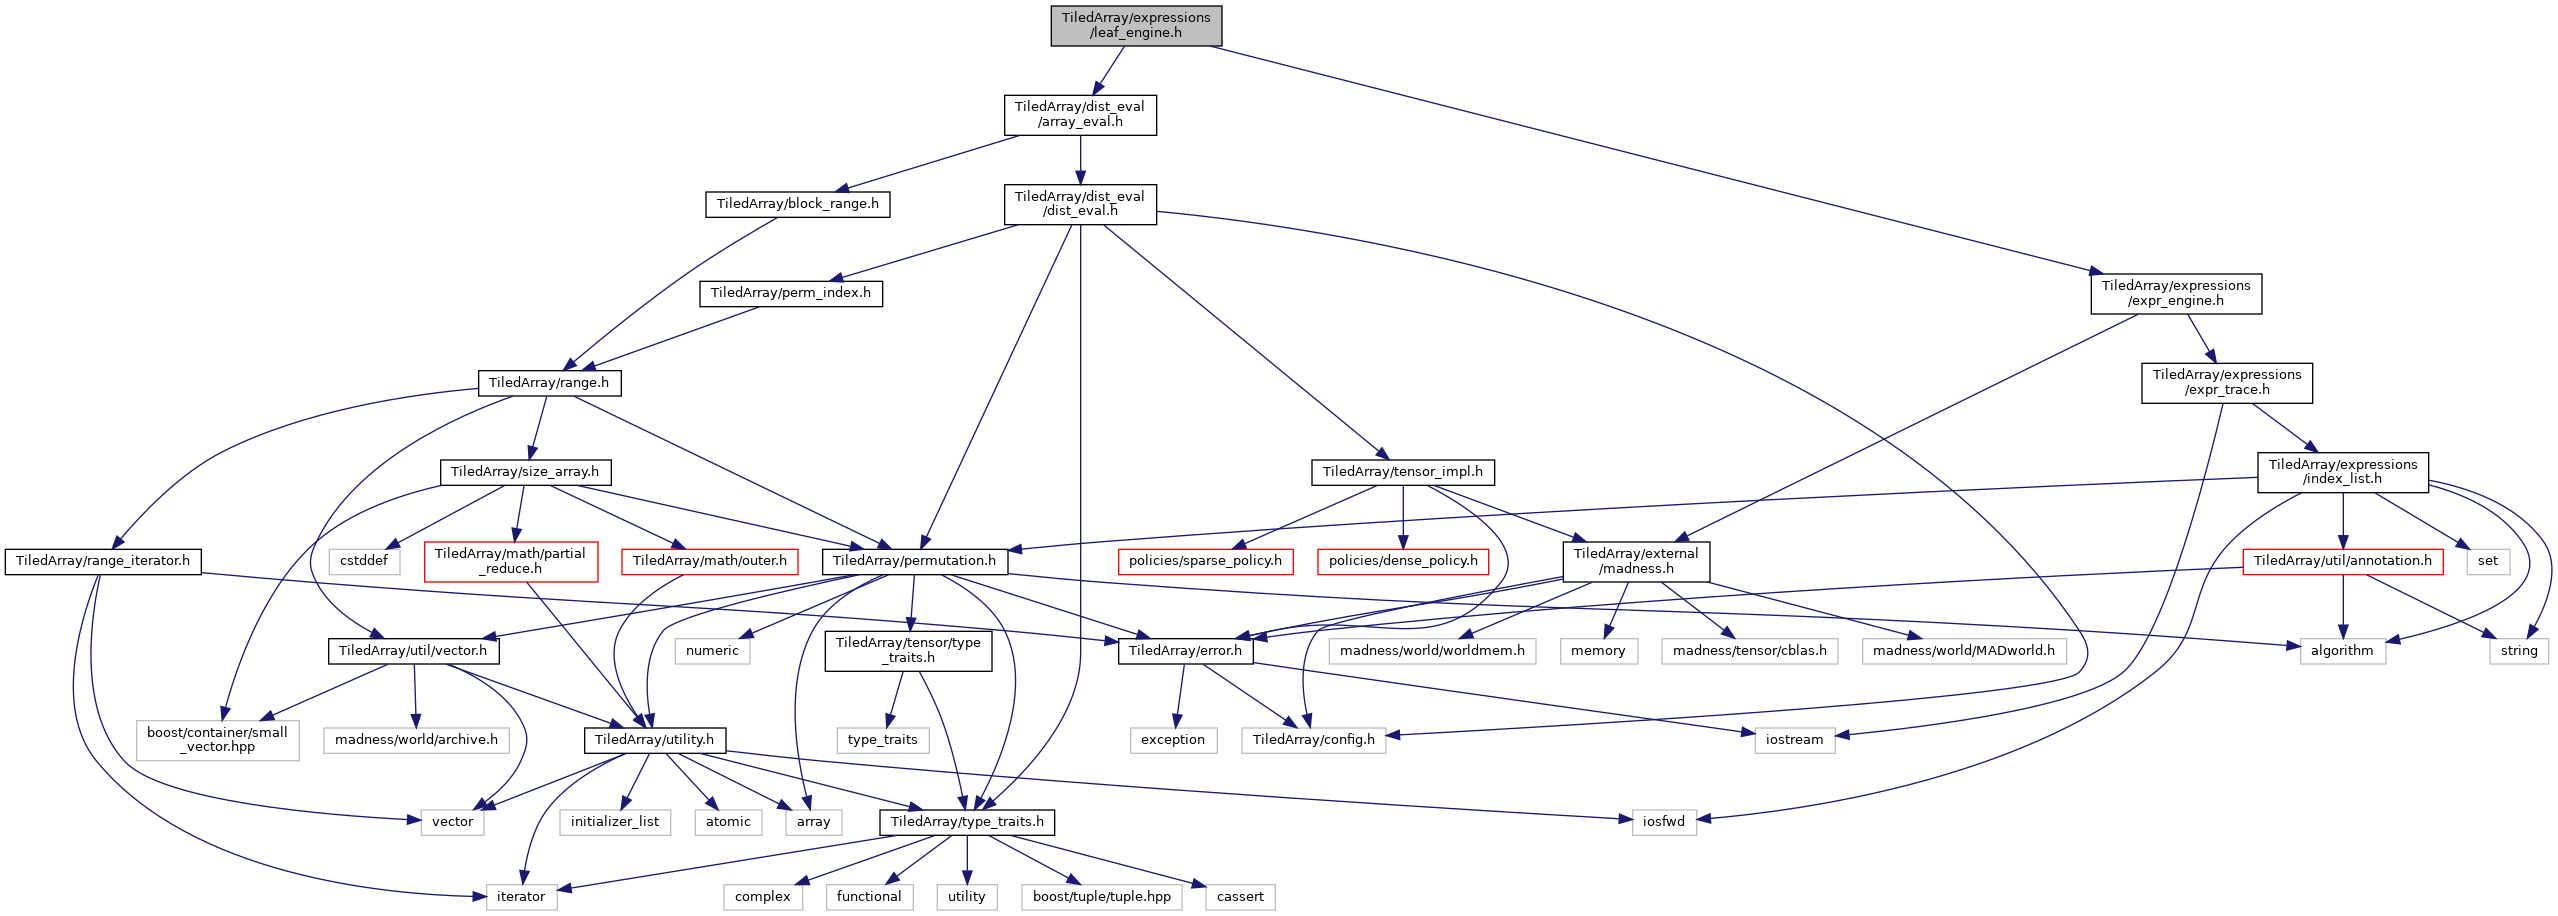 TiledArray/expressions
/leaf_engine.h
TiledArray/dist_eval
/array_eval.h
TiledArray/block_range.h
TiledArray/dist_eval
/dist_eval.h
TiledArray/perm_index.h
TiledArray/expressions
/expr_engine.h
TiledArray/range.h
TiledArray/expressions
/expr_trace.h
TiledArray/size_array.h
TiledArray/tensor_impl.h
TiledArray/expressions
/index_list.h
TiledArray/range_iterator.h
cstddef
TiledArray/math/partial
_reduce.h
TiledArray/math/outer.h
TiledArray/permutation.h
policies/sparse_policy.h
policies/dense_policy.h
TiledArray/external
/madness.h
TiledArray/util/annotation.h
set
TiledArray/util/vector.h
numeric
TiledArray/tensor/type
_traits.h
TiledArray/error.h
madness/world/worldmem.h
memory
madness/tensor/cblas.h
madness/world/MADworld.h
algorithm
string
boost/container/small
_vector.hpp
madness/world/archive.h
TiledArray/utility.h
type_traits
exception
TiledArray/config.h
iostream
vector
initializer_list
atomic
array
TiledArray/type_traits.h
iosfwd
iterator
complex
functional
utility
boost/tuple/tuple.hpp
cassert